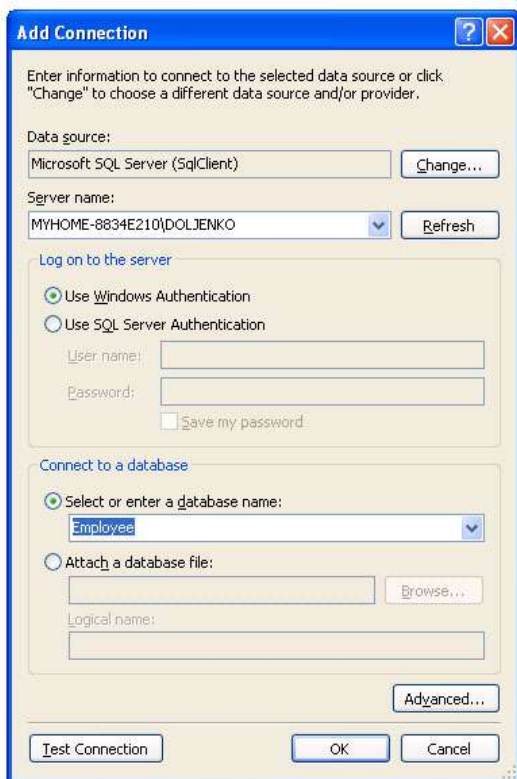 Add Connection
Enter information to connect to the selected data source or click
"Change" to choose a different data source and/or provider.
Data source:
Microsoft SQL Server (SqlClient)
Change...
Server name:
MYHOME-8834E210\DOLJENKO
Refresh
Log on to the server
Use Windows Authentication
Use SQL Server Authentication
User name:
Password:
Save my password
Connect to a database
Select or enter a database name:
Employee
Attach a database file:
Browse...
Logical name:
Advanced...
Test Connection
OK
Cancel